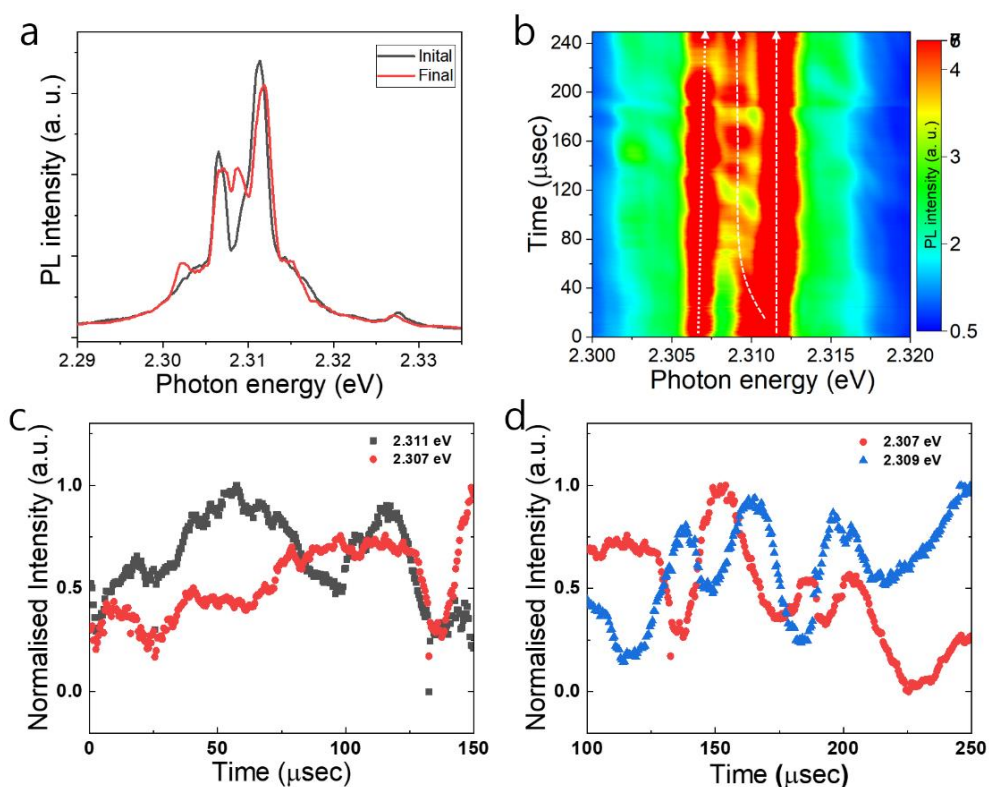 a
PL intensity (a. u.)
Inital
Final
2.29
2.30
2.31
2.32
2.33
Photon energy (eV)
b
Time (μsec)
240
200
160
120
80
40
0
2.300
2.305
2.310
2.315
2.320
Photon energy (eV)
4
3
2
0.5
PL intensity (a. u.)
c
Normalised Intensity (a.u.)
2.311 eV
2.307 eV
1.0
0.5
0.0
0
50
100
150
Time (μsec)
d
Normalised Intensity (a.u.)
2.307 eV
2.309 eV
1.0
0.5
0.0
100
150
200
250
Time (μsec)